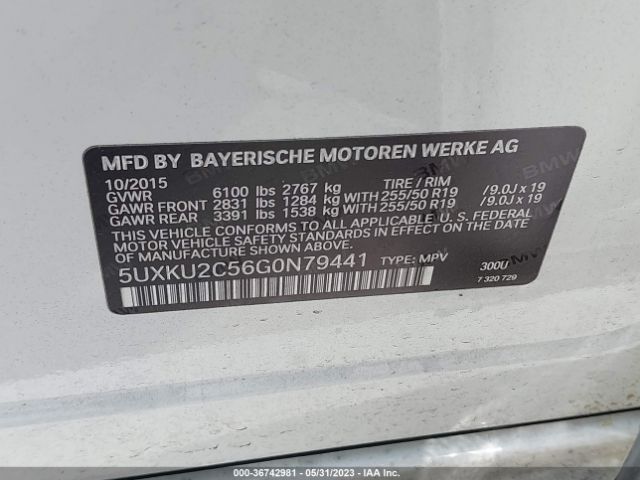 MFD BY BAYERISCHE MOTOREN WERKE AG
10/2015 TIRE / RIM
GVWR 6100 lbs 2767 kg
GAWR FRONT 2831 lbs 1284 kg WITH 255/50 R19 /9.0J x 19
GAWR REAR 3391 lbs 1538 kg WITH 255/50 R19 /9.0J x 19
THIS VEHICLE CONFORMS TO ALL APPLICABLE U.S. FEDERAL
MOTOR VEHICLE SAFETY STANDARDS IN EFFECT ON THE DATE
OF MANUFACTURE SHOWN ABOVE.
5UXKU2C56G0N79441 TYPE: MPV 300U
7 320 729
© COPART - 36742981 - 05/31/2023 - IAA Inc.